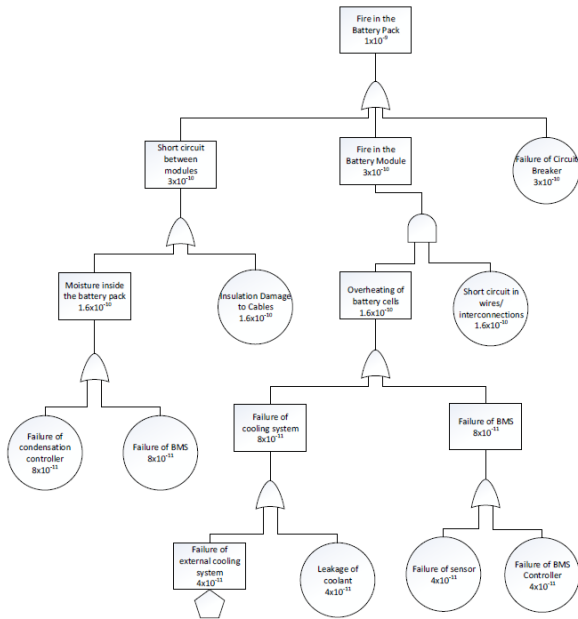 Fire in the
Battery Pack
1x10⁻⁹
Short circuit
between
modules
3x10⁻¹⁰
Fire in the
Battery Module
3x10⁻¹⁰
Failure of Circuit
Breaker
3x10⁻¹⁰
Moisture inside
the battery pack
1.6x10⁻¹⁰
Insulation Damage
to Cables
1.6x10⁻¹⁰
Overheating of
battery cells
1.6x10⁻¹⁰
Short circuit in
wires/
interconnections
1.6x10⁻¹⁰
Failure of
condensation
controller
8x10⁻¹¹
Failure of BMS
8x10⁻¹¹
Failure of
cooling system
8x10⁻¹¹
Failure of BMS
8x10⁻¹¹
Failure of
external cooling
system
4x10⁻¹¹
Leakage of
coolant
4x10⁻¹¹
Failure of sensor
4x10⁻¹¹
Failure of BMS
Controller
4x10⁻¹¹